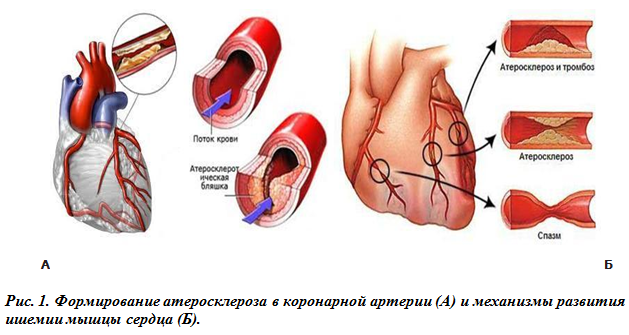 Поток крови
Атеросклерот
ическая
бляшка
Атеросклероз и тромбоз
Атеросклероз
Спазм
А
Б
Рис. 1. Формирование атеросклероза в коронарной артерии (А) и механизмы развития
ишемии мышцы сердца (Б).